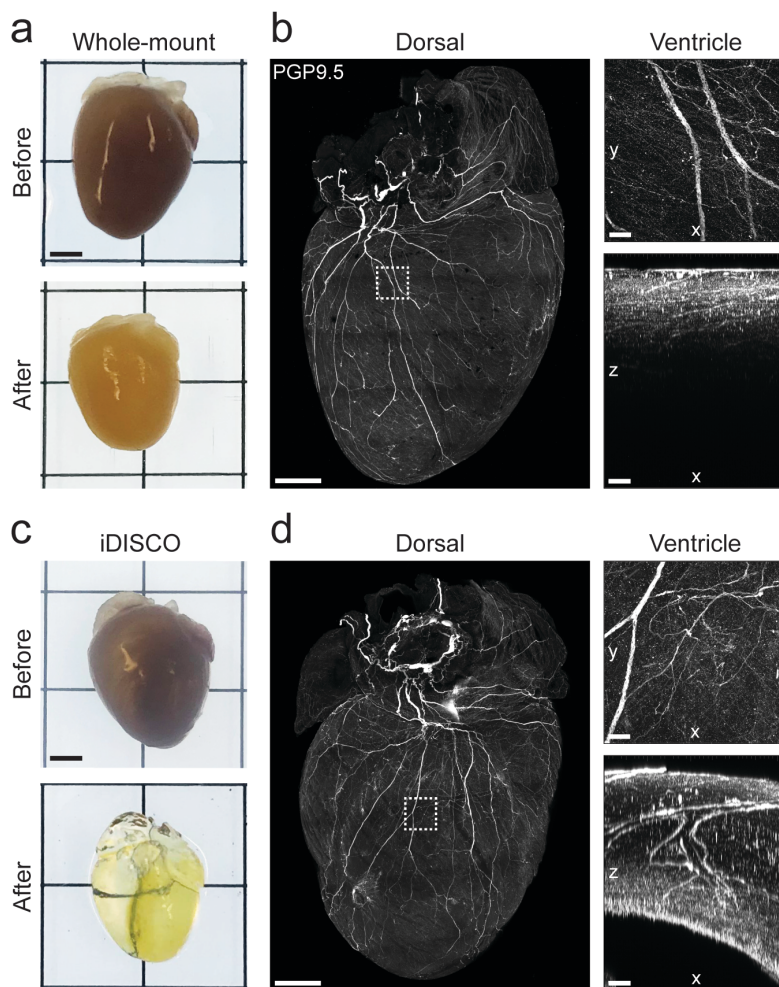 a
Whole-mount
Before
After
b
Dorsal
PGP9.5
Ventricle
y
x
z
x
c
iDISCO
Before
After
d
Dorsal
Ventricle
y
x
z
x